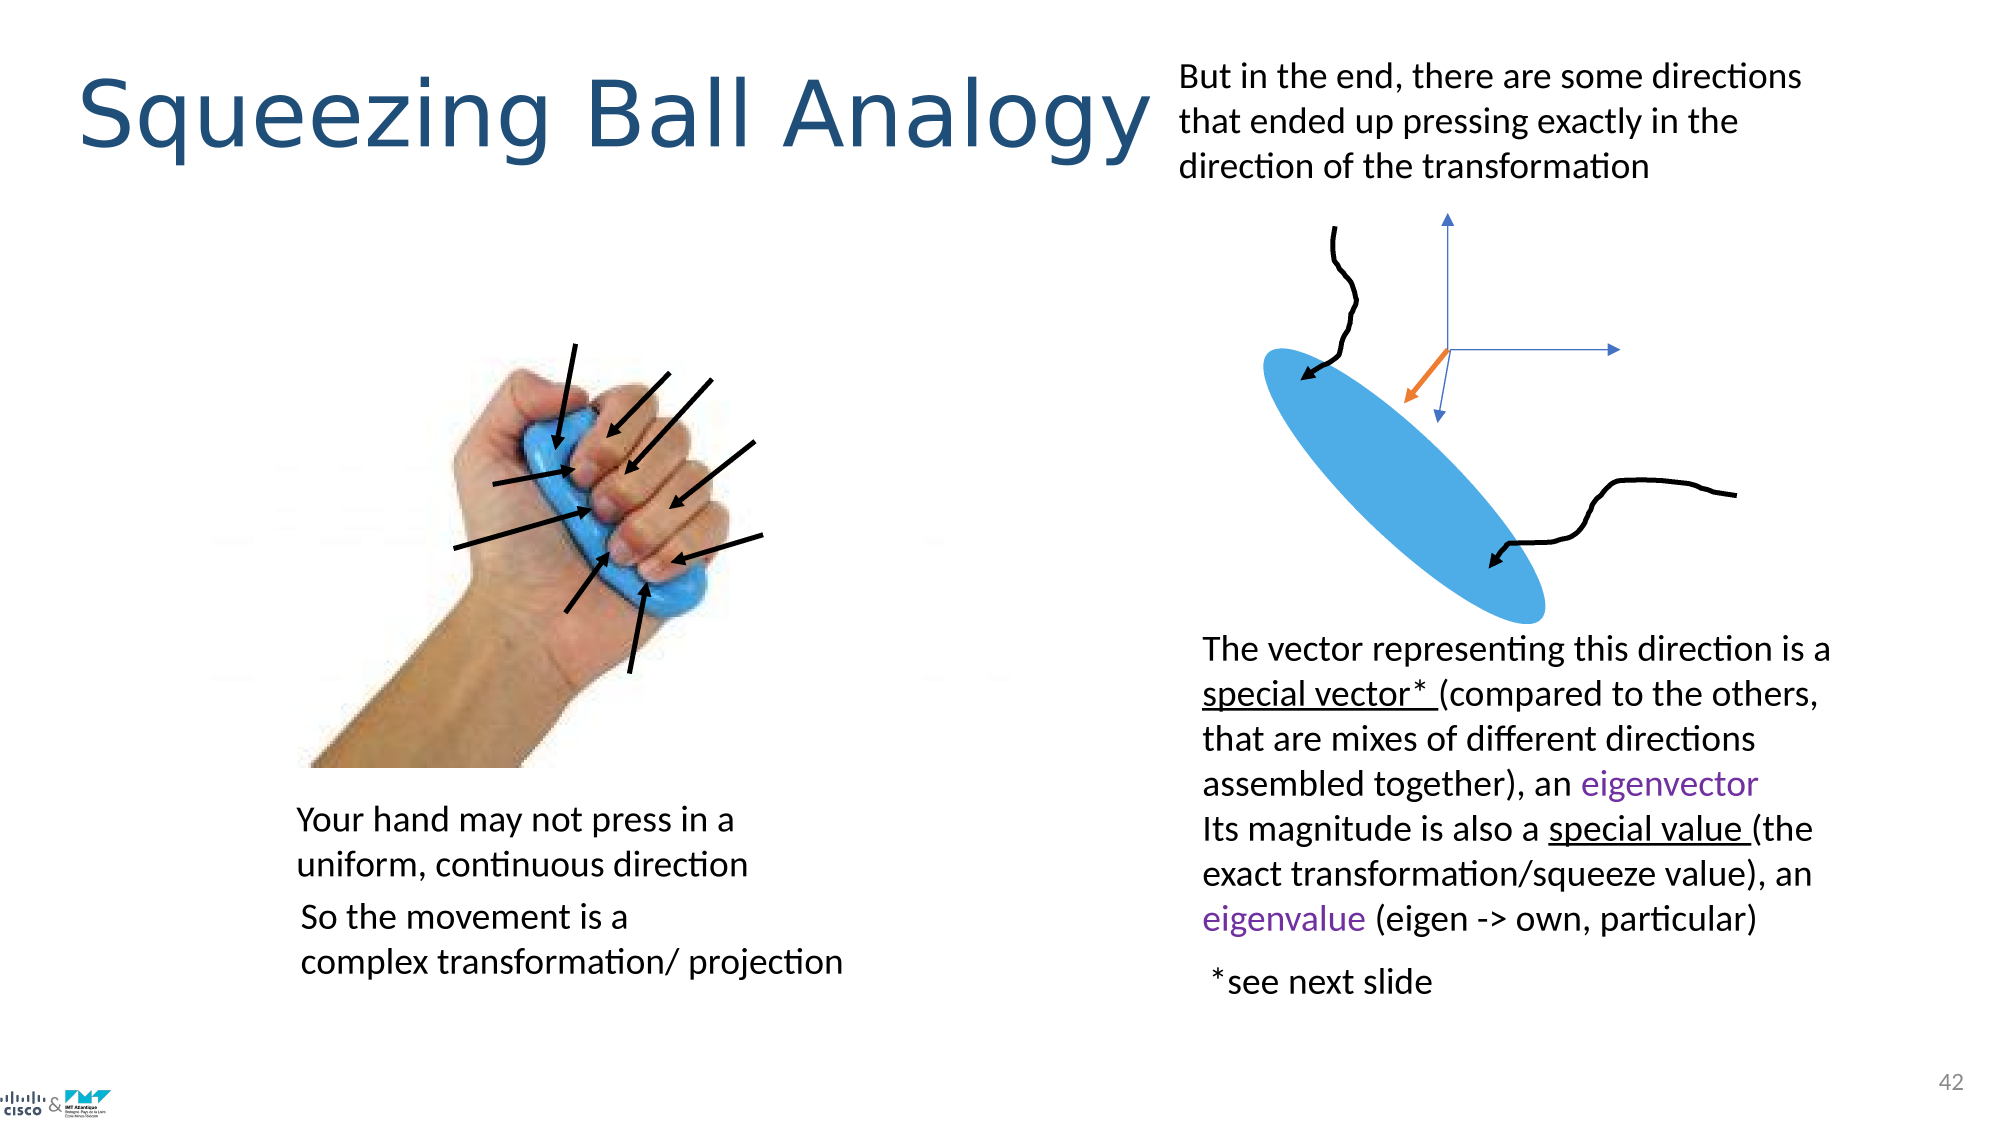 Squeezing Ball Analogy
But in the end, there are some directions
that ended up pressing exactly in the
direction of the transformation
Your hand may not press in a
uniform, continuous direction
So the movement is a
complex transformation/ projection
The vector representing this direction is a
special vector* (compared to the others,
that are mixes of different directions
assembled together), an eigenvector
Its magnitude is also a special value (the
exact transformation/squeeze value), an
eigenvalue (eigen -> own, particular)
*see next slide
CISCO & IMT Atlantique
42